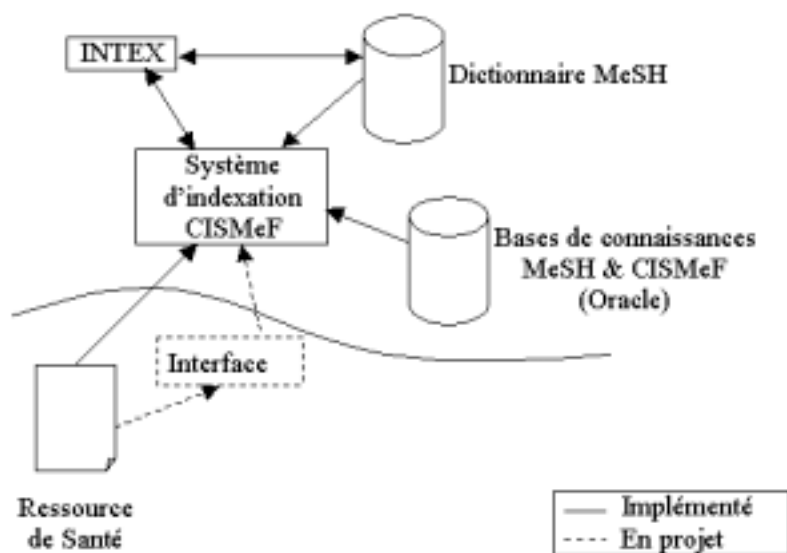 INTEX
Dictionnaire MeSH
Système
d'indexation
CISMeF
Bases de connaissances
MeSH & CISMeF
(Oracle)
Interface
Ressource
de Santé
Implémenté
En projet